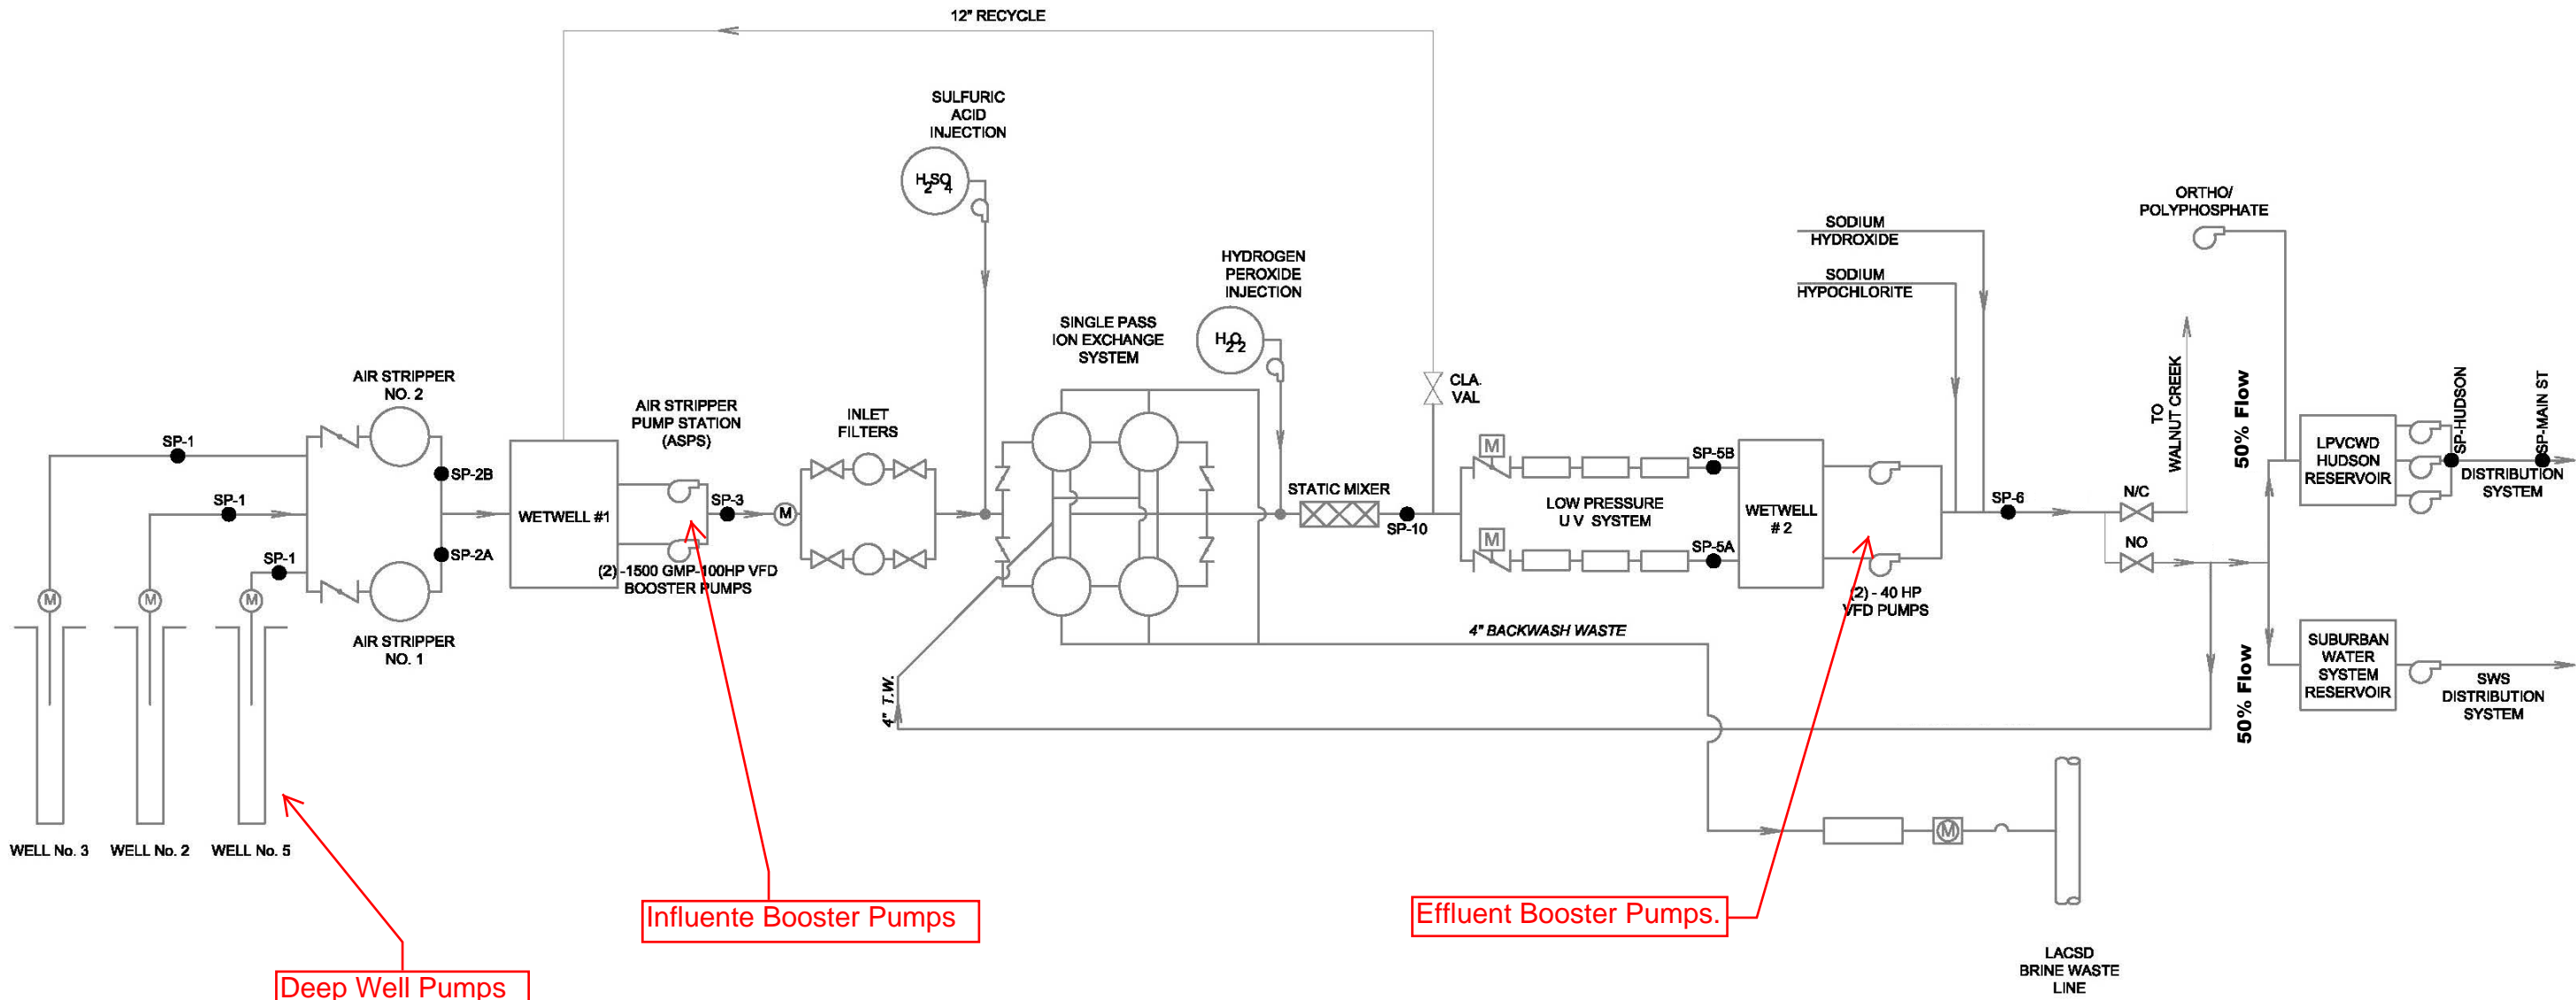 12" RECYCLE
SULFURIC
ACID
INJECTION
H2SO4
HYDROGEN
PEROXIDE
INJECTION
H2O2
SINGLE PASS
ION EXCHANGE
SYSTEM
SODIUM
HYDROXIDE
SODIUM
HYPOCHLORITE
ORTHO/
POLYPHOSPHATE
TO
WALNUT CREEK
50% Flow
50% Flow
AIR STRIPPER
NO. 2
AIR STRIPPER
NO. 1
SP-1
SP-1
SP-1
M
M
M
WELL No. 3
WELL No. 2
WELL No. 5
SP-2B
SP-2A
WETWELL #1
AIR STRIPPER
PUMP STATION
(ASPS)
SP-3
M
(2) -1500 GMP-100HP VFD
BOOSTER PUMPS
INLET
FILTERS
STATIC MIXER
SP-10
CLA.
VAL
M
M
LOW PRESSURE
U V SYSTEM
SP-5B
SP-5A
WETWELL
# 2
(2) - 40 HP
VFD PUMPS
SP-6
N/C
NO
LPVCWD
HUDSON
RESERVOIR
SP-HUDSON
SP-MAIN ST
DISTRIBUTION
SYSTEM
SUBURBAN
WATER
SYSTEM
RESERVOIR
SWS
DISTRIBUTION
SYSTEM
4" BACKWASH WASTE
4" T.W.
M
LACSD
BRINE WASTE
LINE
Influente Booster Pumps
Effluent Booster Pumps.
Deep Well Pumps